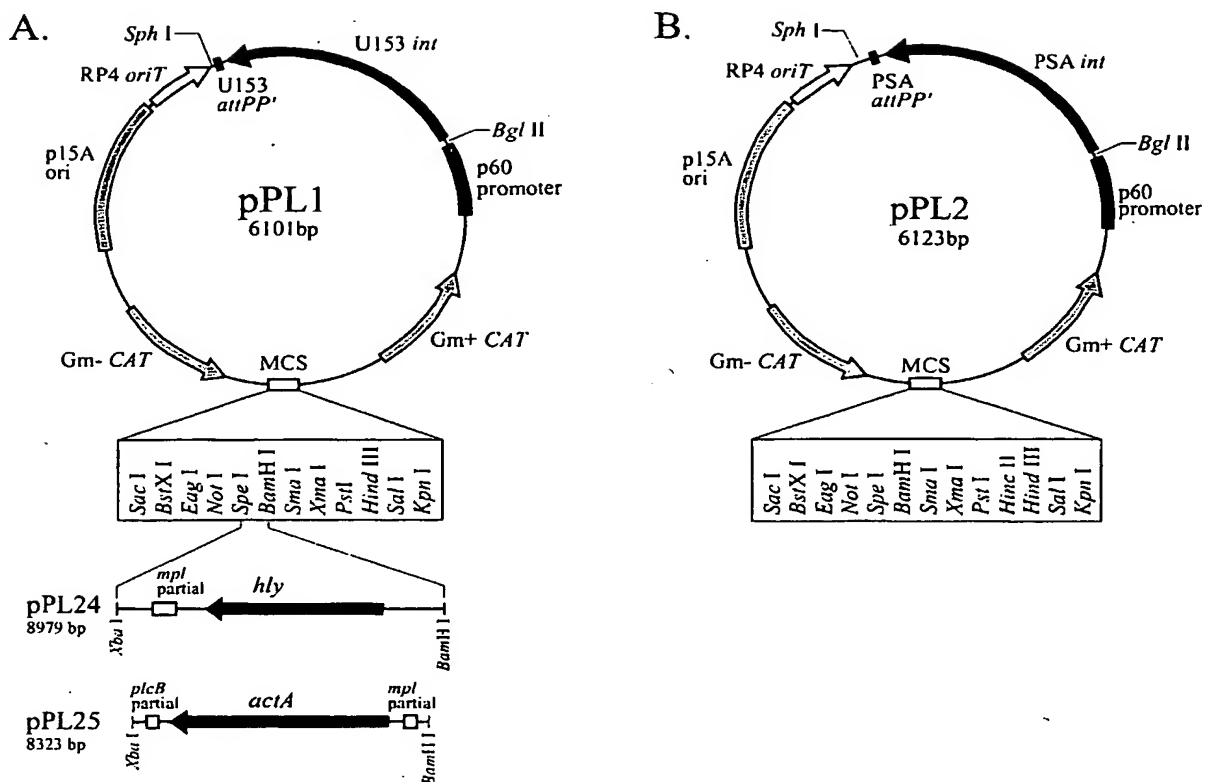 A.
Sph I
U153 int
RP4 oriT
U153
attPP'
Bgl II
p60
promoter
p15A
ori
pPL1
6101bp
Gm- CAT
Gm+ CAT
MCS
Sac I
BstX I
Eag I
Not I
Spe I
BamH I
Sma I
Xma I
Pst I
Hind III
Sal I
Kpn I
pPL24
8979 bp
mpl
partial
hly
Xba I
BamH I
pPL25
8323 bp
plcB
partial
actA
mpl
partial
Xba I
BamH I
B.
Sph I
PSA int
RP4 oriT
PSA
attPP'
Bgl II
p60
promoter
p15A
ori
pPL2
6123bp
Gm- CAT
Gm+ CAT
MCS
Sac I
BstX I
Eag I
Not I
Spe I
BamH I
Sma I
Xma I
Pst I
Hinc II
Hind III
Sal I
Kpn I